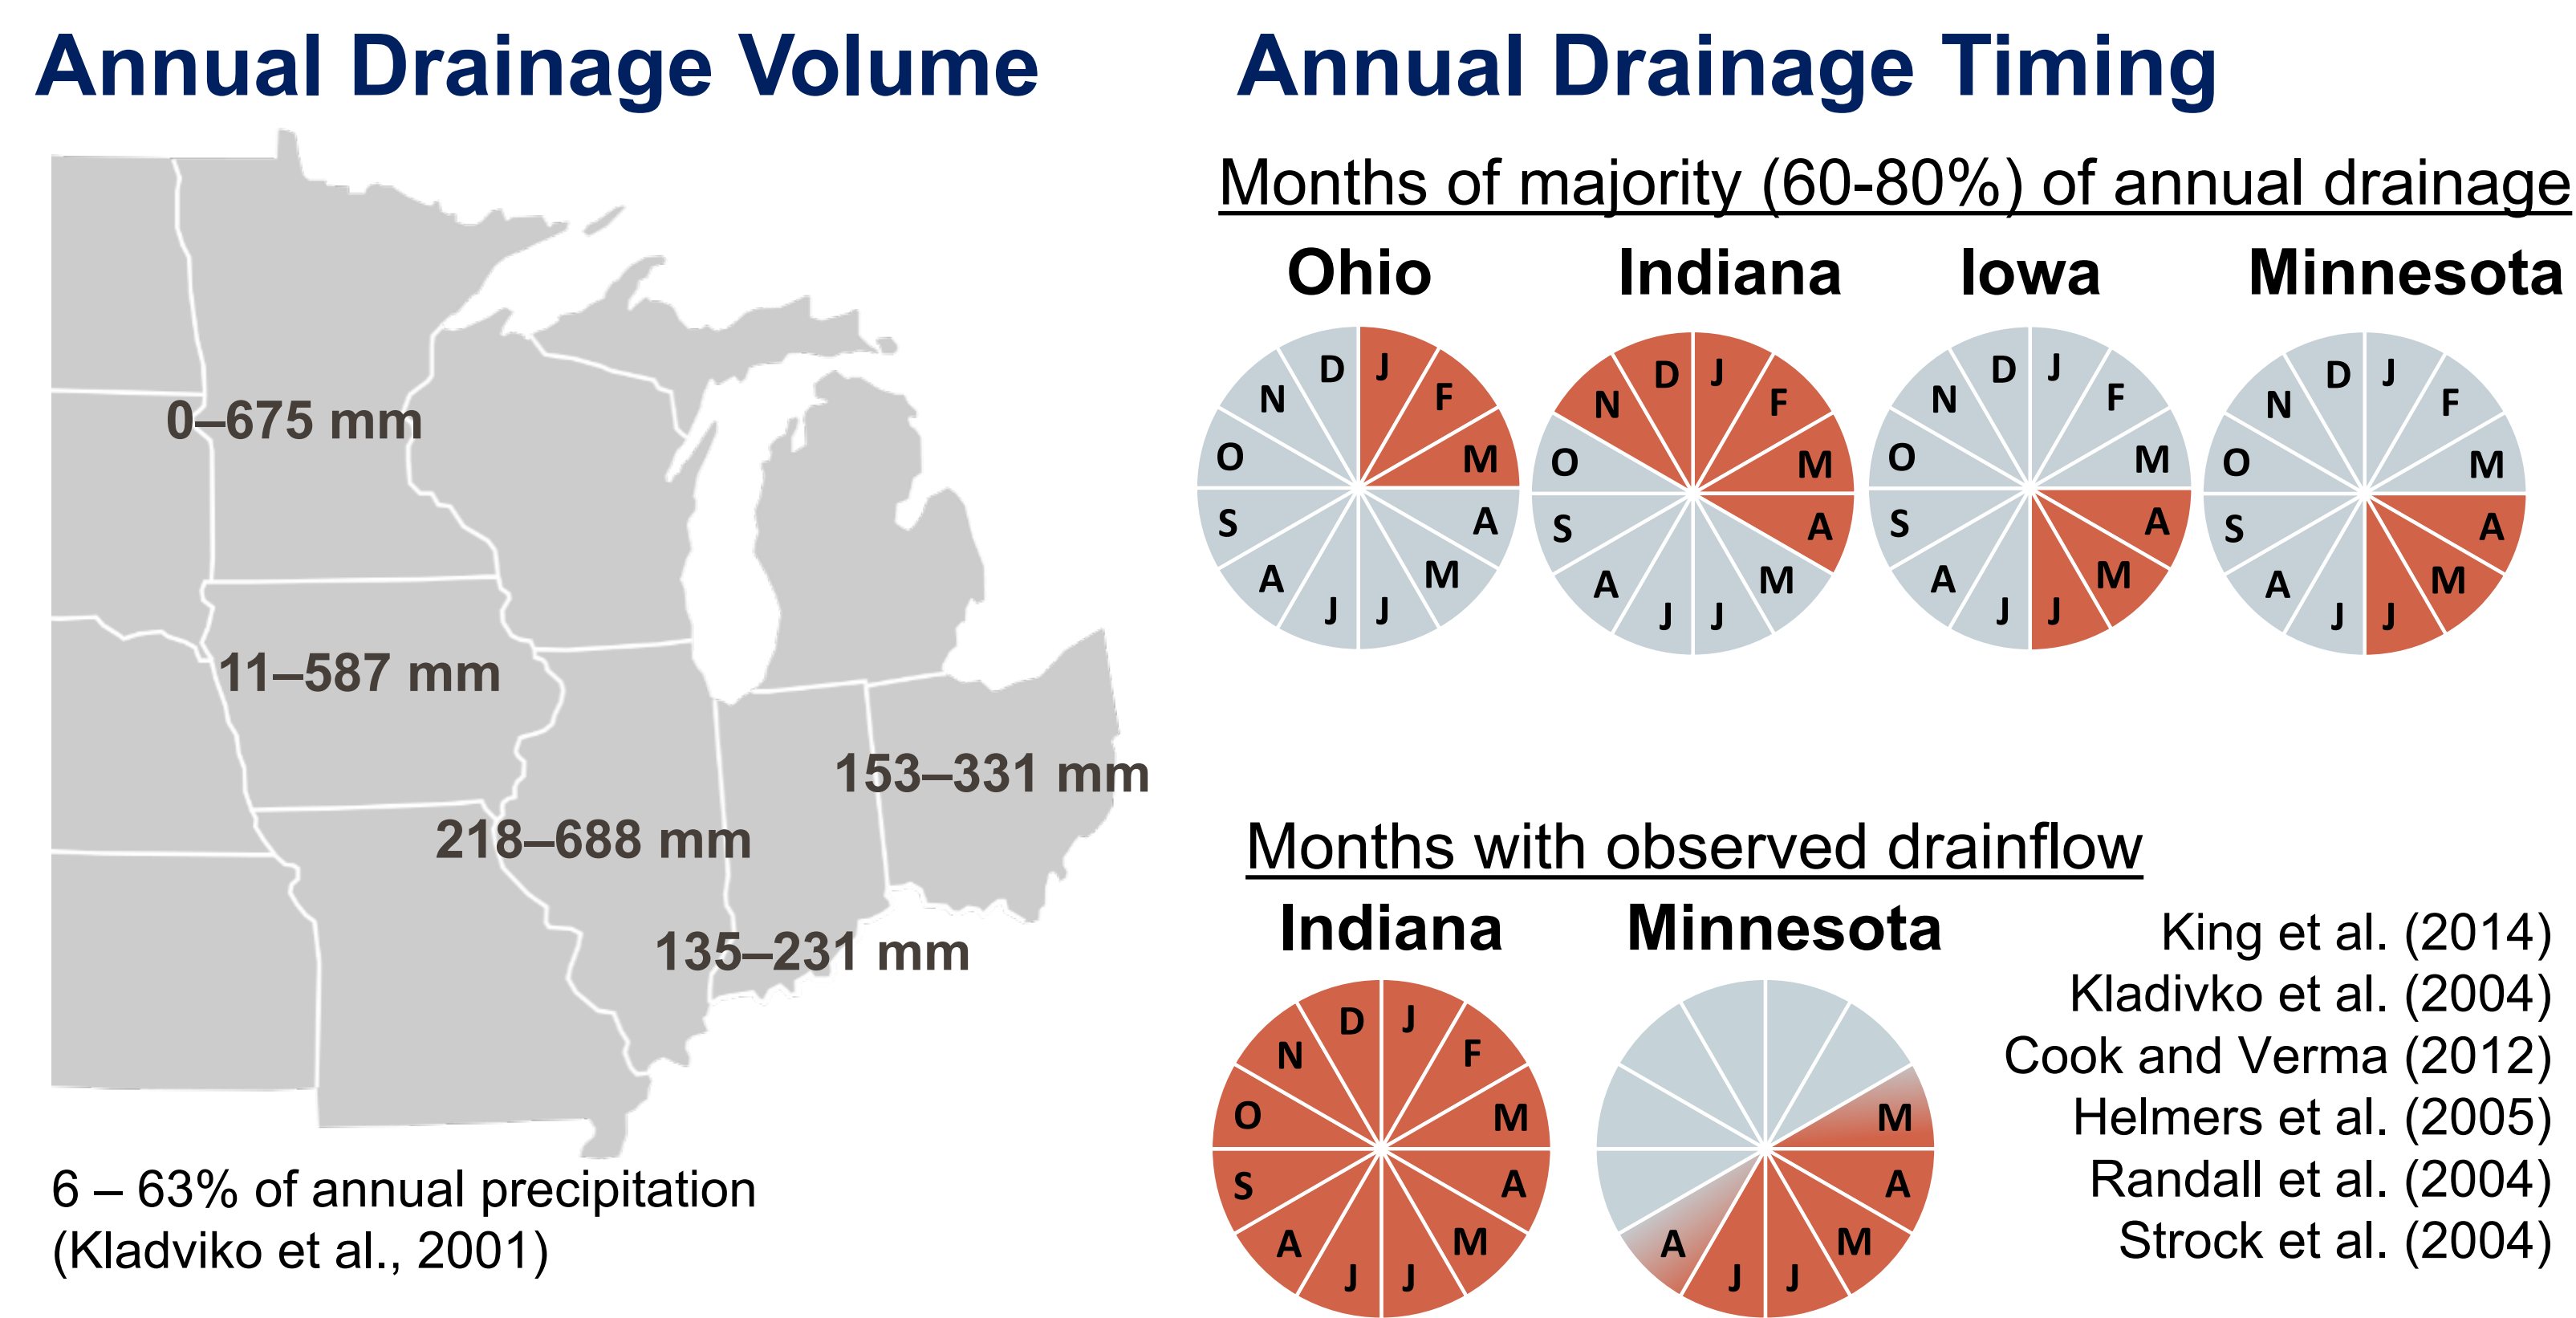 Annual Drainage Volume
0–675 mm
11–587 mm
153–331 mm
218–688 mm
135–231 mm
6 – 63% of annual precipitation
(Kladviko et al., 2001)
Annual Drainage Timing
Months of majority (60-80%) of annual drainage
Ohio
J F M A M J J A S O N D
Indiana
J F M A M J J A S O N D
Iowa
J F M A M J J A S O N D
Minnesota
J F M A M J J A S O N D
Months with observed drainflow
Indiana
J F M A M J J A S O N D
Minnesota
M A M J J A
King et al. (2014)
Kladivko et al. (2004)
Cook and Verma (2012)
Helmers et al. (2005)
Randall et al. (2004)
Strock et al. (2004)